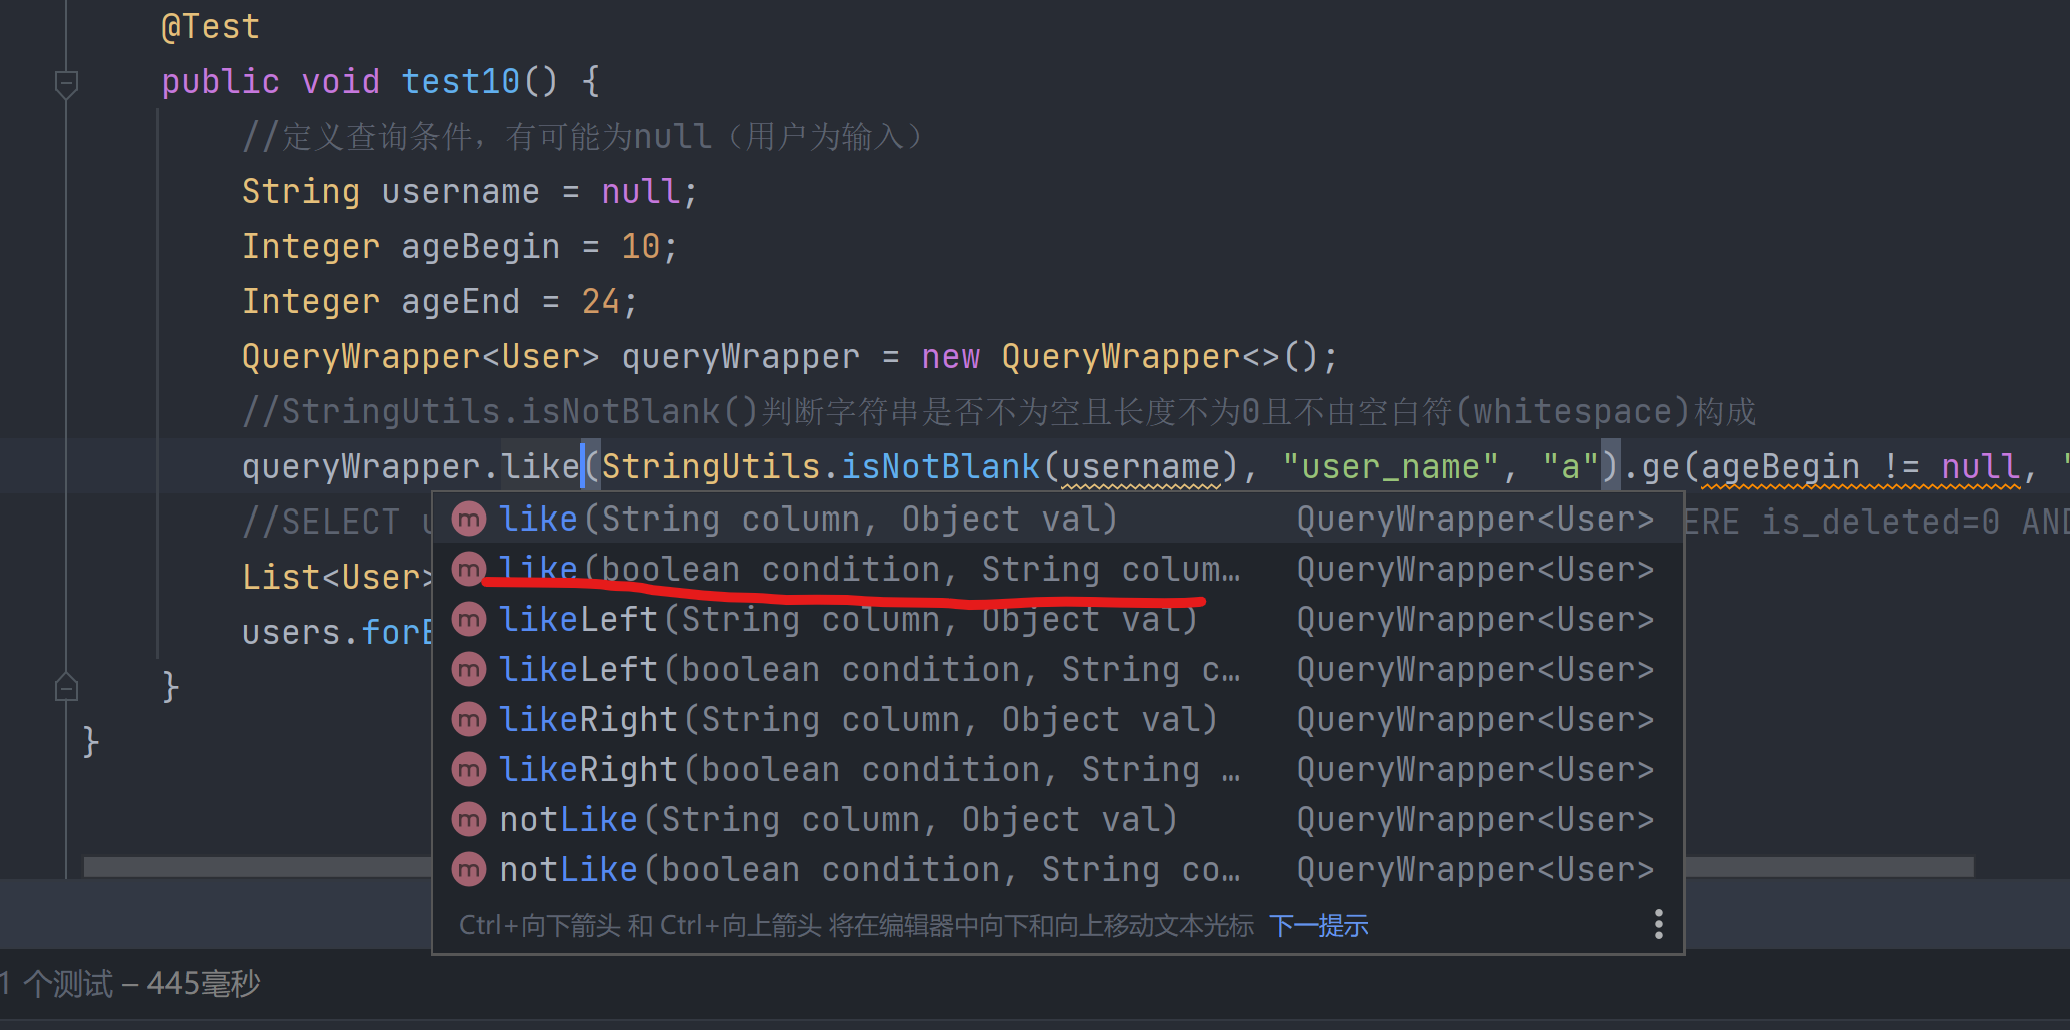 @Test
public void test10() {
//定义查询条件，有可能为null（用户为输入）
String username = null;
Integer ageBegin = 10;
Integer ageEnd = 24;
QueryWrapper<User> queryWrapper = new QueryWrapper<>();
//StringUtils.isNotBlank()判断字符串是否不为空且长度不为0且不由空白符(whitespace)构成
queryWrapper.like(StringUtils.isNotBlank(username), "user_name", "a").ge(ageBegin != null, "
//SELECT ERE is_deleted=0 AND
List<User>
users.for
}
}
like(String column, Object val) QueryWrapper<User>
like(boolean condition, String colum… QueryWrapper<User>
likeLeft(String column, Object val) QueryWrapper<User>
likeLeft(boolean condition, String c… QueryWrapper<User>
likeRight(String column, Object val) QueryWrapper<User>
likeRight(boolean condition, String … QueryWrapper<User>
notLike(String column, Object val) QueryWrapper<User>
notLike(boolean condition, String co… QueryWrapper<User>
Ctrl+向下箭头 和 Ctrl+向上箭头 将在编辑器中向下和向上移动文本光标 下一提示
1 个测试 – 445毫秒